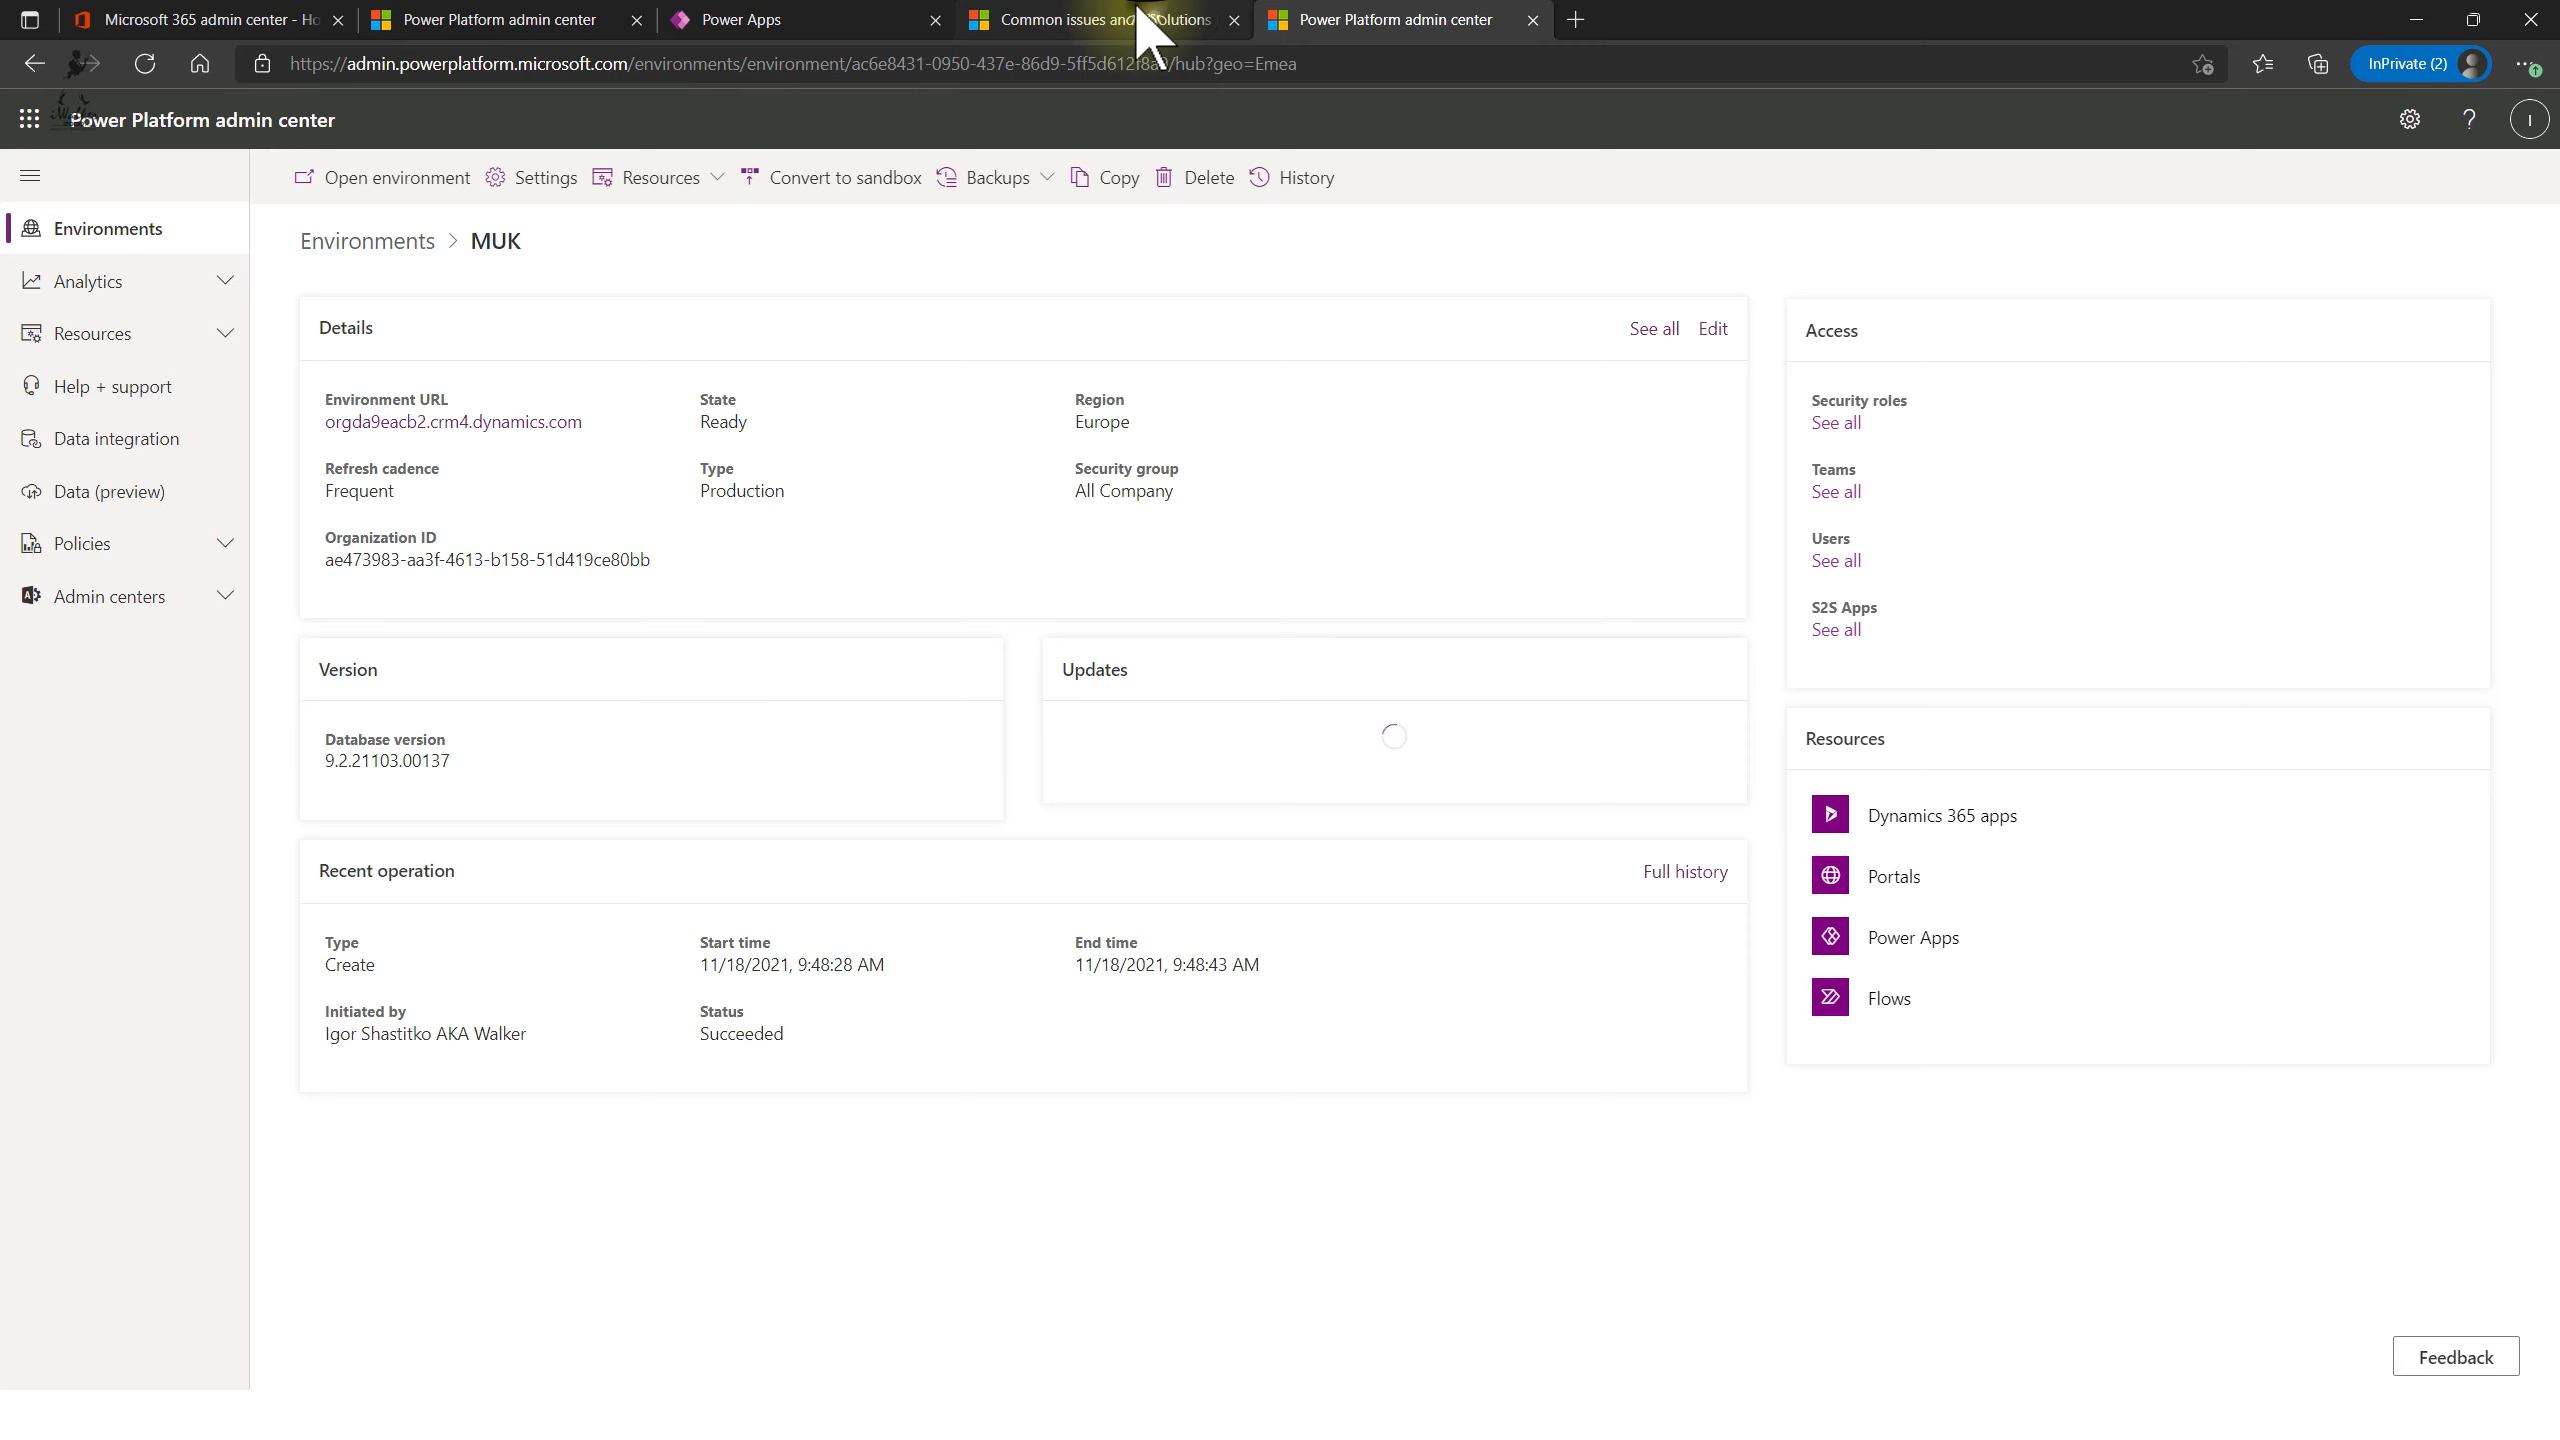 Microsoft 365 admin center - Ho
Power Platform admin center
Power Apps
Common issues and
Power Platform admin center
https://admin.powerplatform.microsoft.com/environments/environment/ac6e8431-0950-437e-86d9-5ff5d612f8a /hub?geo=Emea
InPrivate (2)
Power Platform admin center
I
Open environment
Settings
Resources
Convert to sandbox
Backups
Copy
Delete
History
Environments
Analytics
Resources
Help + support
Data integration
Data (preview)
Policies
Admin centers
Environments > MUK
Details
See all
Edit
Environment URL
orgda9eacb2.crm4.dynamics.com
State
Ready
Region
Europe
Refresh cadence
Frequent
Type
Production
Security group
All Company
Organization ID
ae473983-aa3f-4613-b158-51d419ce80bb
Version
Database version
9.2.21103.00137
Updates
Recent operation
Full history
Type
Create
Start time
11/18/2021, 9:48:28 AM
End time
11/18/2021, 9:48:43 AM
Initiated by
Igor Shastitko AKA Walker
Status
Succeeded
Access
Security roles
See all
Teams
See all
Users
See all
S2S Apps
See all
Resources
Dynamics 365 apps
Portals
Power Apps
Flows
Feedback